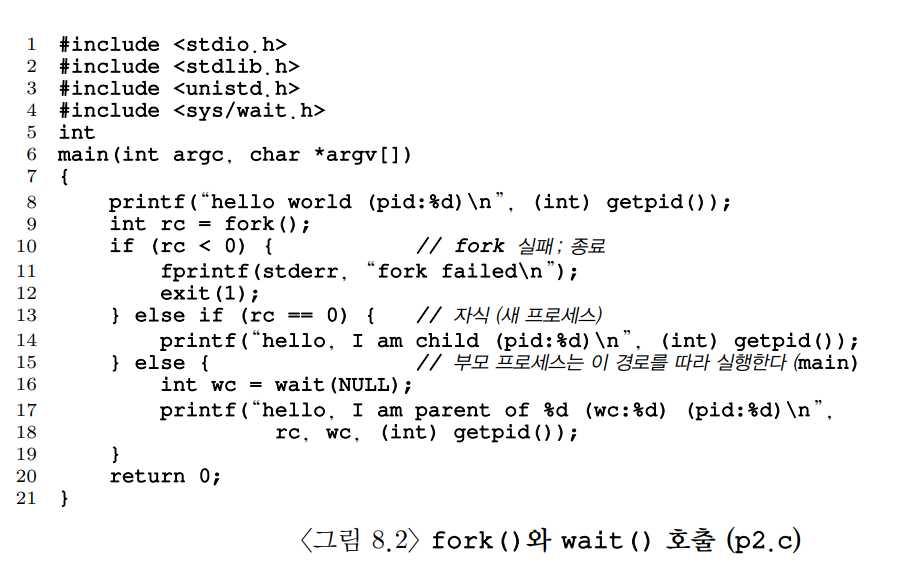 1 #include <stdio.h>
2 #include <stdlib.h>
3 #include <unistd.h>
4 #include <sys/wait.h>
5 int
6 main(int argc, char *argv[])
7 {
8     printf(“hello world (pid:%d)\n”, (int) getpid());
9     int rc = fork();
10     if (rc < 0) {         // fork 실패; 종료
11         fprintf(stderr, “fork failed\n”);
12         exit(1);
13     } else if (rc == 0) {   // 자식 (새 프로세스)
14         printf(“hello, I am child (pid:%d)\n”, (int) getpid());
15     } else {              // 부모 프로세스는 이 경로를 따라 실행한다 (main)
16         int wc = wait(NULL);
17         printf(“hello, I am parent of %d (wc:%d) (pid:%d)\n”,
18                 rc, wc, (int) getpid());
19     }
20     return 0;
21 }
〈그림 8.2〉 fork()와 wait() 호출 (p2.c)